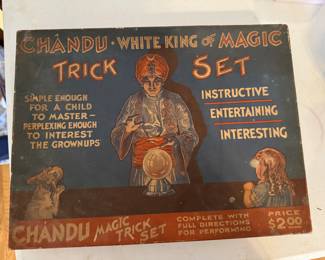 CHANDU · WHITE KING OF MAGIC
TRICK SET
SIMPLE ENOUGH
FOR A CHILD
TO MASTER –
PERPLEXING ENOUGH
TO INTEREST
THE GROWNUPS
INSTRUCTIVE
ENTERTAINING
INTERESTING
CHANDU MAGIC TRICK SET
COMPLETE WITH
FULL DIRECTIONS
FOR PERFORMING
PRICE
$2.00